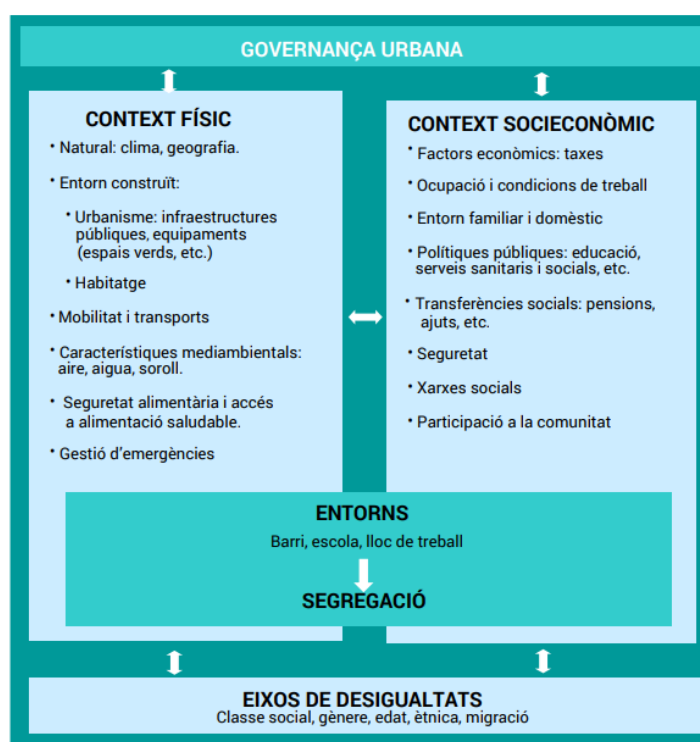 GOVERNANÇA URBANA
CONTEXT FÍSIC
• Natural: clima, geografia.
• Entorn construït:
• Urbanisme: infraestructures
públiques, equipaments
(espais verds, etc.)
• Habitatge
• Mobilitat i transports
• Característiques mediambientals:
aire, aigua, soroll.
• Seguretat alimentària i accés
a alimentació saludable.
• Gestió d'emergències
CONTEXT SOCIECONÒMIC
• Factors econòmics: taxes
• Ocupació i condicions de treball
• Entorn familiar i domèstic
• Polítiques públiques: educació,
serveis sanitaris i socials, etc.
• Transferències socials: pensions,
ajuts, etc.
• Seguretat
• Xarxes socials
• Participació a la comunitat
ENTORNS
Barri, escola, lloc de treball
SEGREGACIÓ
EIXOS DE DESIGUALTATS
Classe social, gènere, edat, ètnica, migració